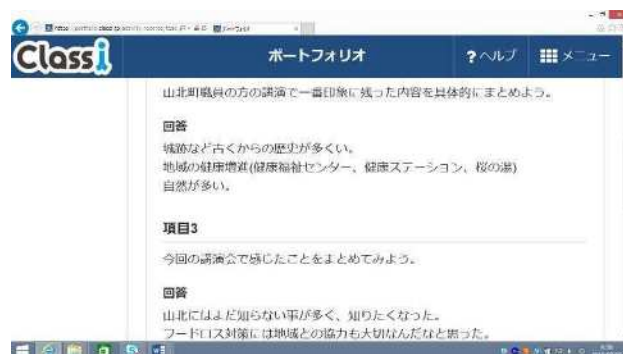 Classi
ポートフォリオ
?ヘルプ
メニュー
山北町職員の方の講演で一番印象に残った内容を具体的にまとめよう。
回答
城跡など古くからの歴史が多くい。
地域の健康増進(健康福祉センター、健康ステーション、桜の湯)
自然が多い。
項目3
今回の講演会で感じたことをまとめてみよう。
回答
山北にはまだ知らない事が多く、知りたくなった。
フードロス対策には地域との協力も大切なんだなと思った。